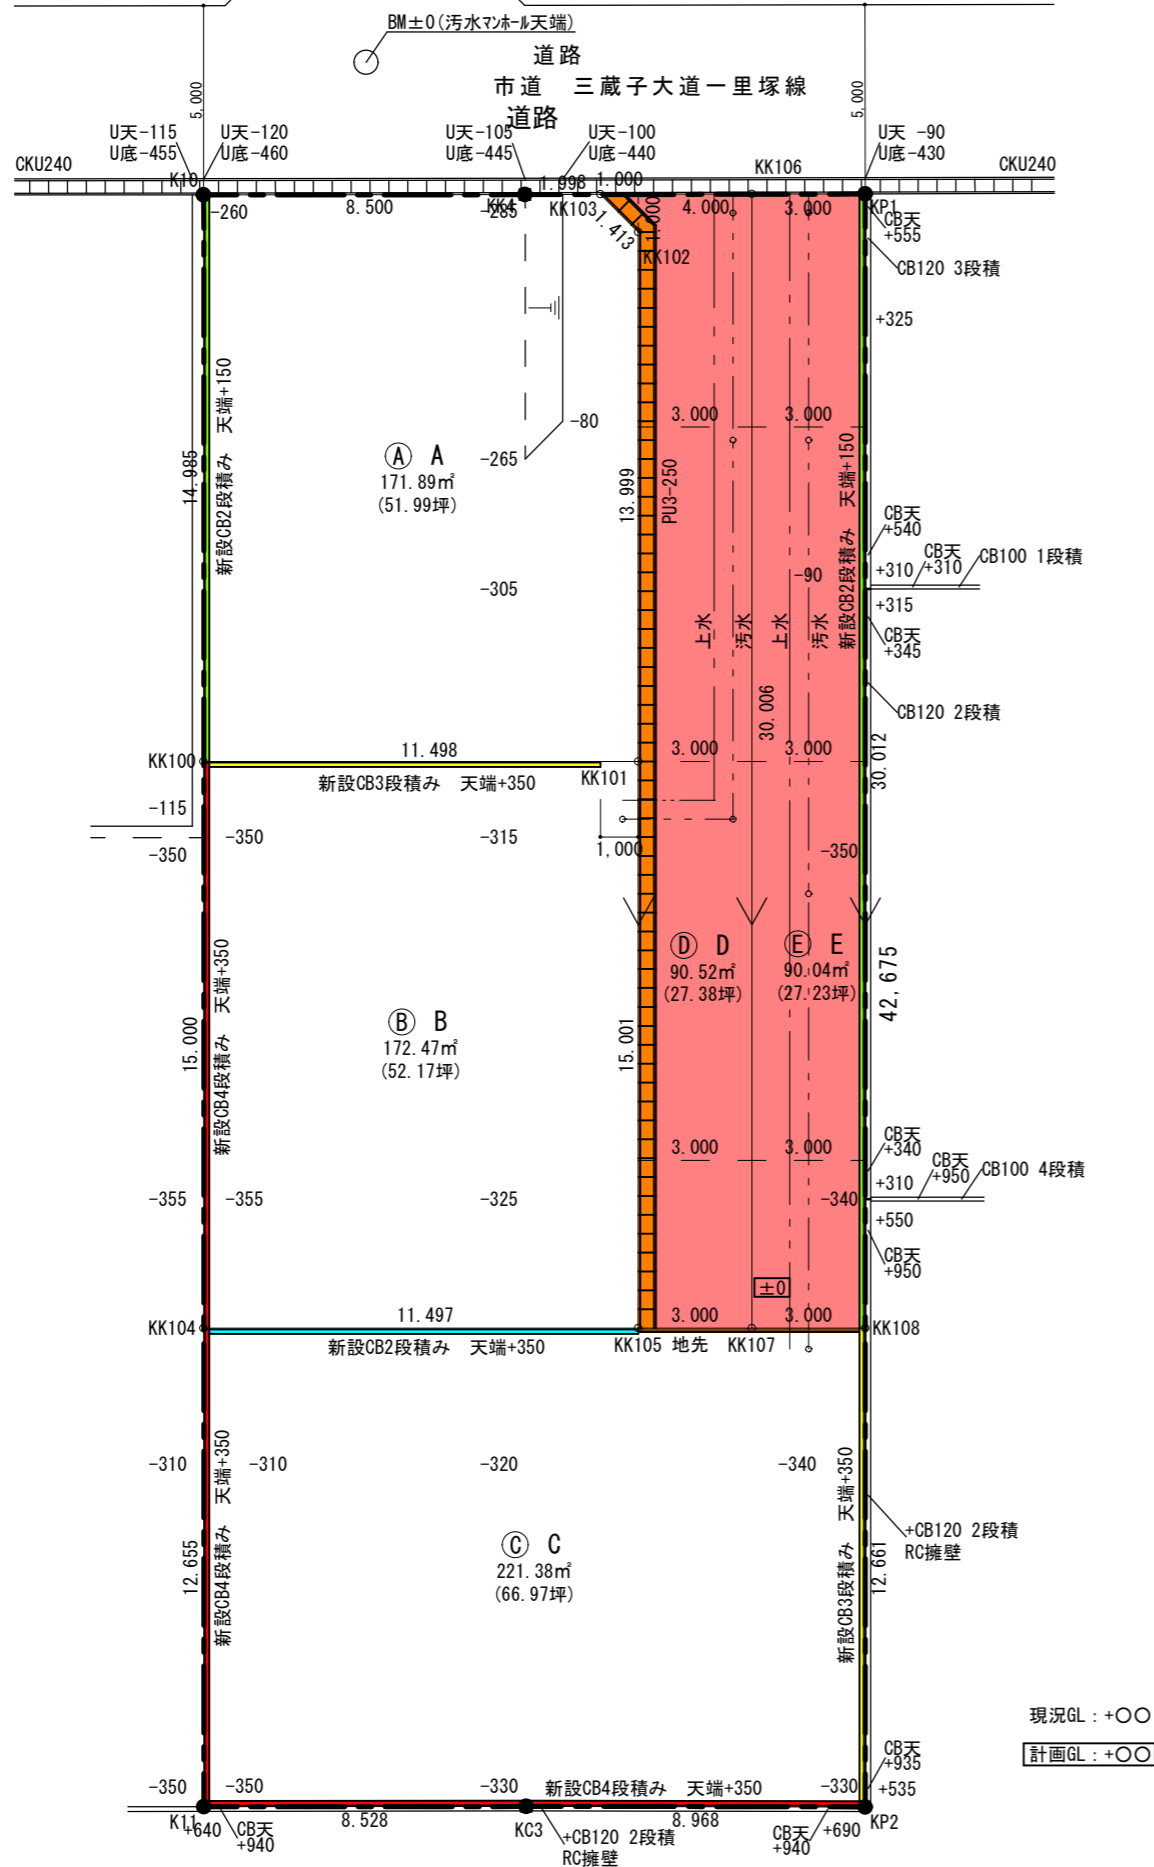 BM±0(汚水マンホール天端)
道路
市道　三蔵子大道一里塚線
道路
5,000
5,000
U天-115
U底-455
U天-120
U底-460
U天-105
U底-445
U天-100
U底-440
U天 -90
U底-430
CKU240
CKU240
K10
-260
8.500
KK4
-285
1.998
1.000
KK103
1.413
1.000
KK102
4.000
KK106
3.000
KP1
CB天
+555
CB120 3段積
+325
新設CB2段積み　天端+150
14.985
-80
-265
Ⓐ A
171.89㎡
(51.99坪)
-305
13.999
PU3-250
3.000
3.000
新設CB2段積み　天端+150
CB天
+540
+310
CB天
+310
CB100 1段積
+315
CB天
+345
-90
上水
汚水
上水
汚水
CB120 2段積
30.006
30.012
KK100
11.498
新設CB3段積み　天端+350
KK101
3.000
3.000
-115
-350
-350
-315
1,000
-350
Ⓓ D
90.52㎡
(27.38坪)
Ⓔ E
90.04㎡
(27.23坪)
42,675
15.000
新設CB4段積み　天端+350
Ⓑ B
172.47㎡
(52.17坪)
15.001
3.000
3.000
CB天
+340
+310
CB天
+950
CB100 4段積
-355
-355
-325
-340
+550
CB天
+950
±0
KK104
11.497
新設CB2段積み　天端+350
3.000
3.000
KK105 地先 KK107
KK108
-310
-310
-320
-340
12.655
新設CB4段積み　天端+350
Ⓒ C
221.38㎡
(66.97坪)
新設CB3段積み　天端+350
12.661
+CB120 2段積
RC擁壁
現況GL：+○○
計画GL：+○○
-350
-350
-330
新設CB4段積み　天端+350
-330
CB天
+935
+535
K11
+640
CB天
+940
8.528
KC3
+CB120 2段積
RC擁壁
8.968
CB天
+940
+690
KP2